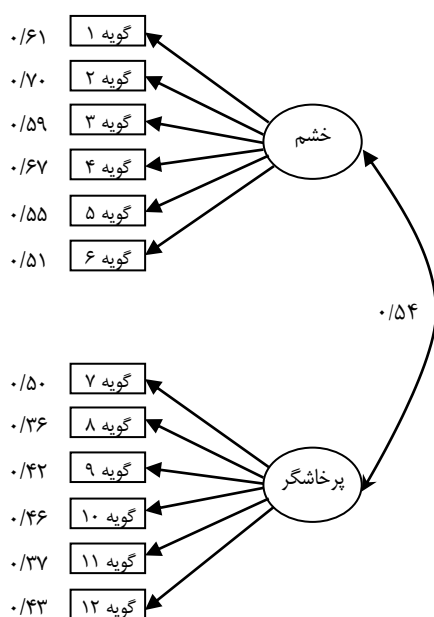 گویه ۱ ۰/۶۱
گویه ۲ ۰/۷۰
گویه ۳ ۰/۵۹
گویه ۴ ۰/۶۷
گویه ۵ ۰/۵۵
گویه ۶ ۰/۵۱
خشم
۰/۵۴
گویه ۷ ۰/۵۰
گویه ۸ ۰/۳۶
گویه ۹ ۰/۴۲
گویه ۱۰ ۰/۴۶
گویه ۱۱ ۰/۳۷
گویه ۱۲ ۰/۴۳
پرخاشگر